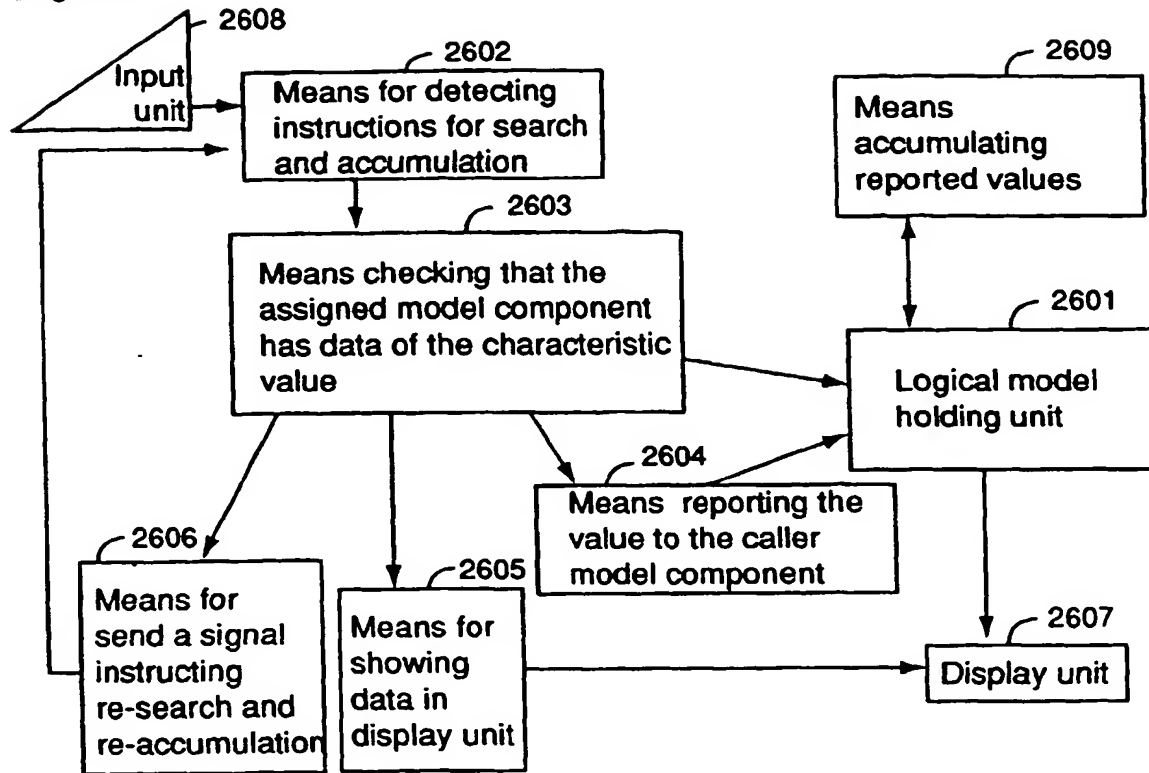 2608
Input
unit
2602
Means for detecting
instructions for search
and accumulation
2609
Means
accumulating
reported values
2603
Means checking that the
assigned model component
has data of the characteristic
value
2601
Logical model
holding unit
2604
Means reporting the
value to the caller
model component
2606
Means for
send a signal
instructing
re-search and
re-accumulation
2605
Means for
showing
data in
display unit
2607
Display unit